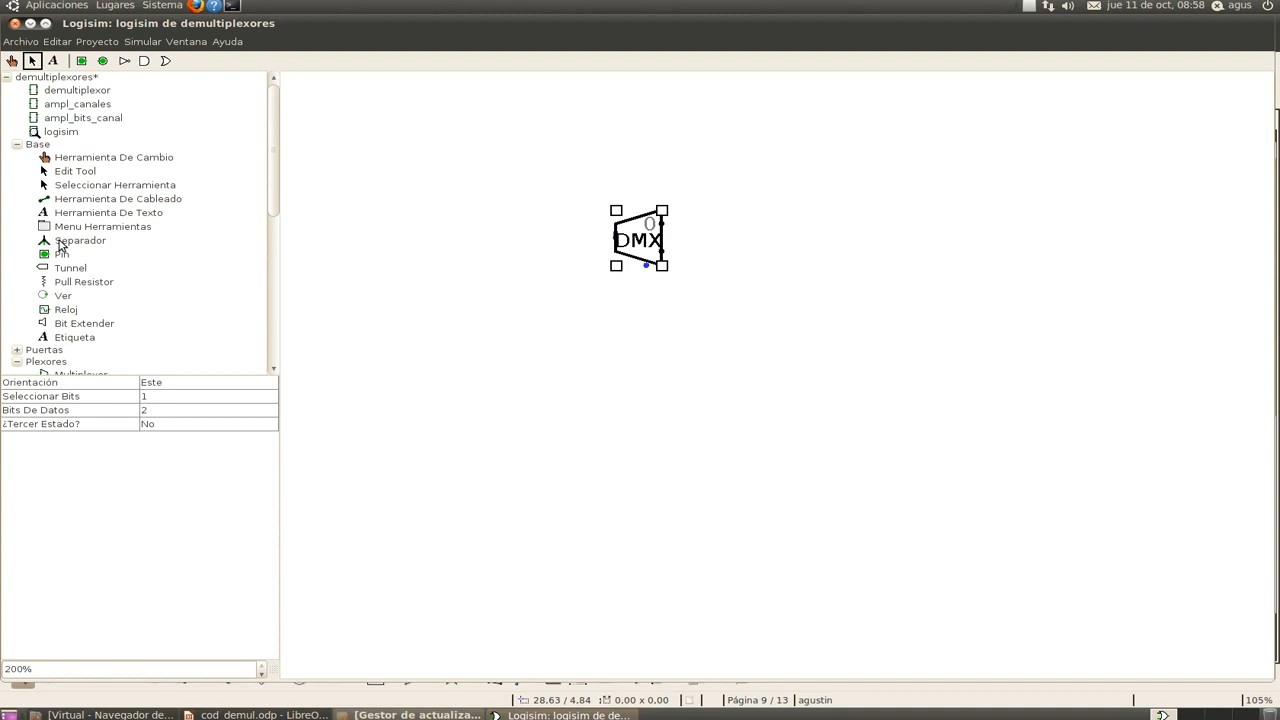 Aplicaciones Lugares Sistema jue 11 de oct, 08:58 agus
Logisim: logisim de demultiplexores
Archivo Editar Proyecto Simular Ventana Ayuda
A
demultiplexores*
demultiplexor
ampl_canales
ampl_bits_canal
logisim
Base
Herramienta De Cambio
Edit Tool
Seleccionar Herramienta
Herramienta De Cableado
A Herramienta De Texto
Menu Herramientas
Separador
Pin
Tunnel
Pull Resistor
Ver
Reloj
Bit Extender
A Etiqueta
Puertas
Plexores
Multiplexor
Orientación Este
Seleccionar Bits 1
Bits De Datos 2
¿Tercer Estado? No
0
DMX
200%
28.63 / 4.84 0,00 x 0,00 Página 9 / 13 agustin 105%
[Virtual - Navegador de... cod_demul.odp - LibreO... [Gestor de actualiza... Logisim: logisim de de...